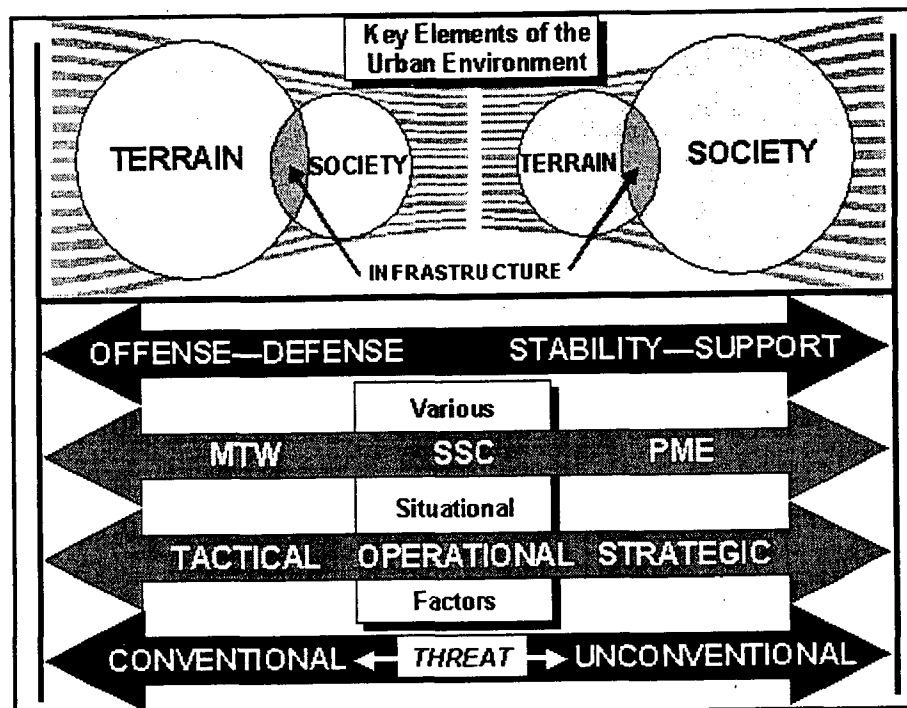 Key Elements of the
Urban Environment
TERRAIN
SOCIETY
TERRAIN
SOCIETY
INFRASTRUCTURE
OFFENSE—DEFENSE STABILITY—SUPPORT
Various
MTW SSC PME
Situational
TACTICAL OPERATIONAL STRATEGIC
Factors
CONVENTIONAL THREAT UNCONVENTIONAL